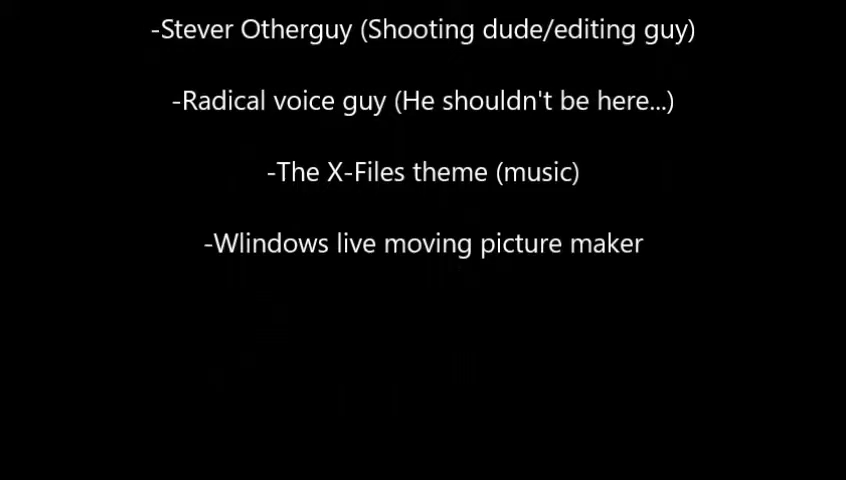 -Stever Otherguy (Shooting dude/editing guy)
-Radical voice guy (He shouldn't be here...)
-The X-Files theme (music)
-Wlindows live moving picture maker